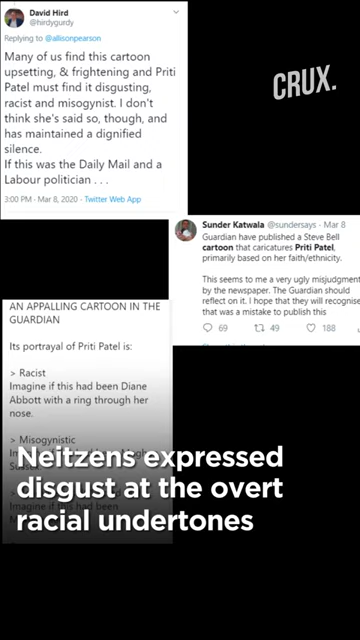 David Hird
@hirdygurdy
Replying to @allisonpearson
Many of us find this cartoon
upsetting, & frightening and Priti
Patel must find it disgusting,
racist and misogynist. I don't
think she's said so, though, and
has maintained a dignified
silence.
If this was the Daily Mail and a
Labour politician . . .
3:00 PM · Mar 8, 2020 · Twitter Web App
CRUX.
Sunder Katwala @sundersays · Mar 8
Guardian have published a Steve Bell
cartoon that caricatures Priti Patel,
primarily based on her faith/ethnicity.
This seems to me a very ugly misjudgment
by the newspaper. The Guardian should
reflect on it. I hope that they will recognise
that was a mistake to publish this
69 49 188
AN APPALLING CARTOON IN THE
GUARDIAN
Its portrayal of Priti Patel is:
> Racist
Imagine if this had been Diane
Abbott with a ring through her
nose.
> Misogynistic
Neitzens expressed
disgust at the overt
racial undertones
Imagine if this had been